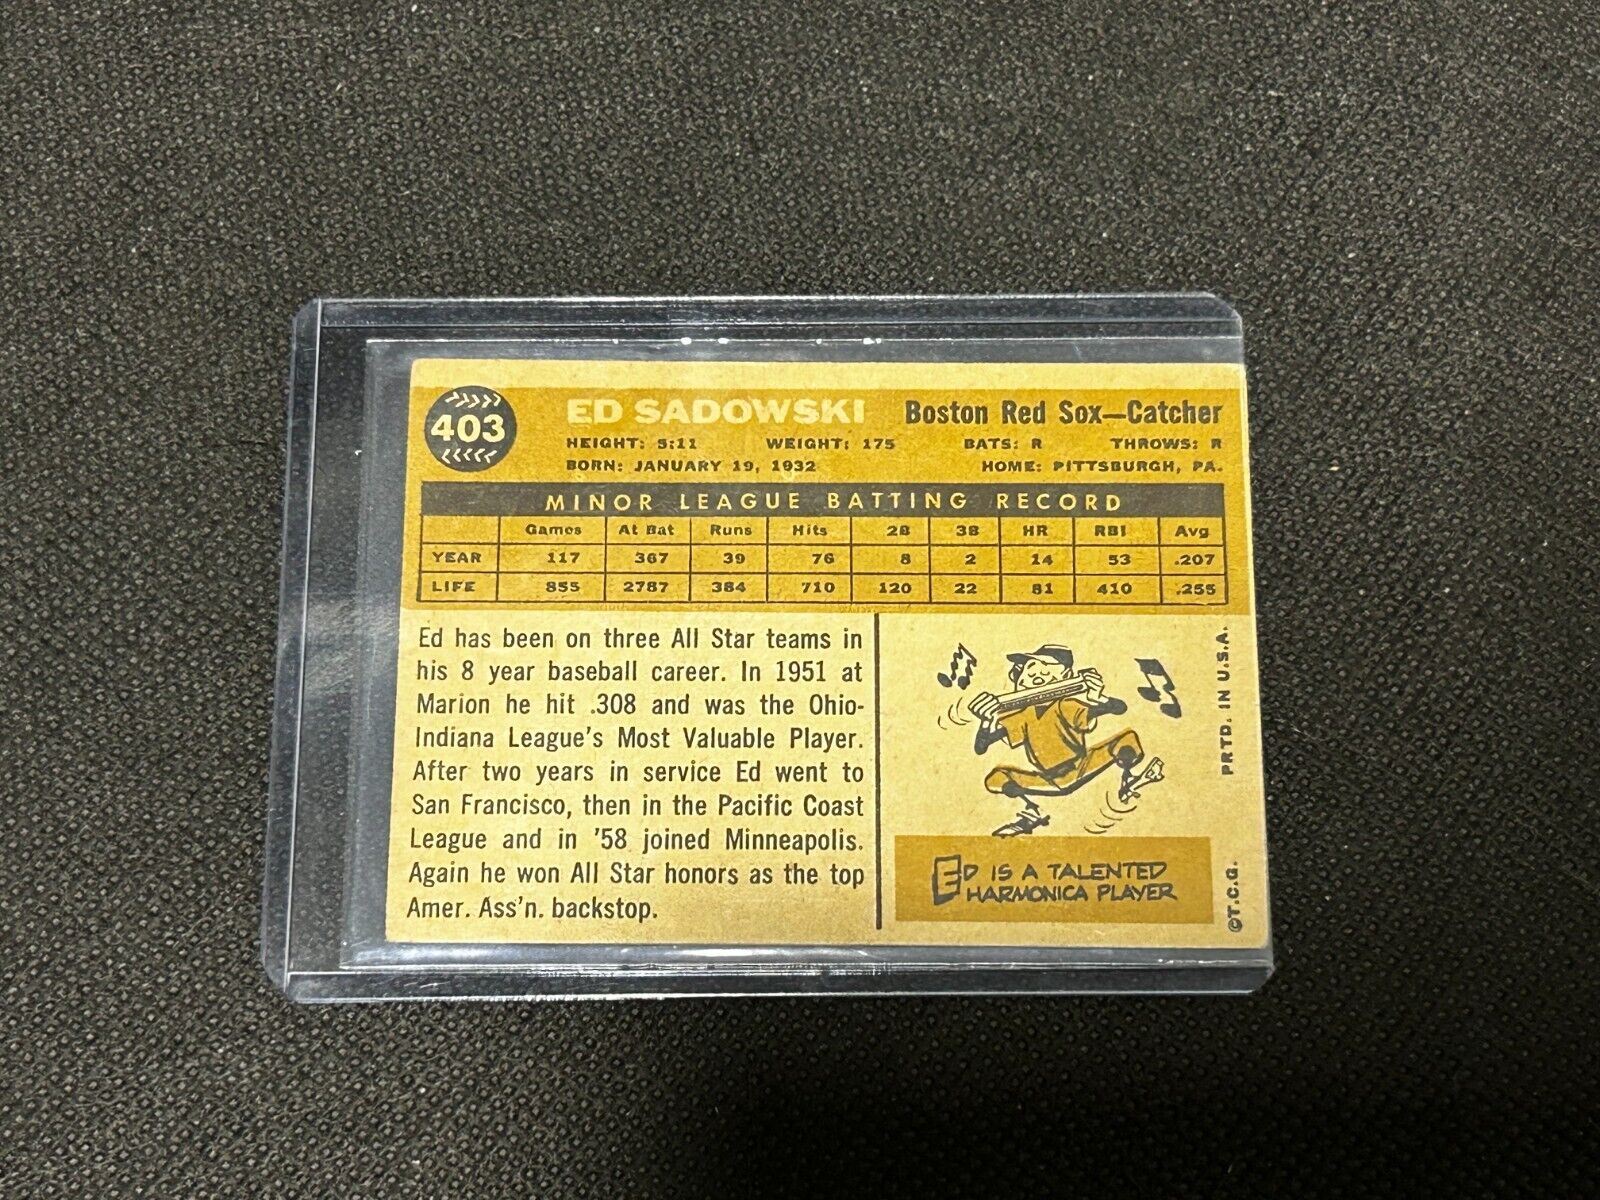 403
ED SADOWSKI Boston Red Sox—Catcher
HEIGHT: 5:11 WEIGHT: 175 BATS: R THROWS: R
BORN: JANUARY 19, 1932 HOME: PITTSBURGH, PA.
MINOR LEAGUE BATTING RECORD
Games At Bat Runs Hits 2B 3B HR RBI Avg
YEAR 117 367 39 76 8 2 14 53 .207
LIFE 855 2787 384 710 120 22 81 410 .255
Ed has been on three All Star teams in
his 8 year baseball career. In 1951 at
Marion he hit .308 and was the Ohio-
Indiana League's Most Valuable Player.
After two years in service Ed went to
San Francisco, then in the Pacific Coast
League and in '58 joined Minneapolis.
Again he won All Star honors as the top
Amer. Ass'n. backstop.
ED IS A TALENTED
HARMONICA PLAYER
©T.C.G. PRTD. IN U.S.A.